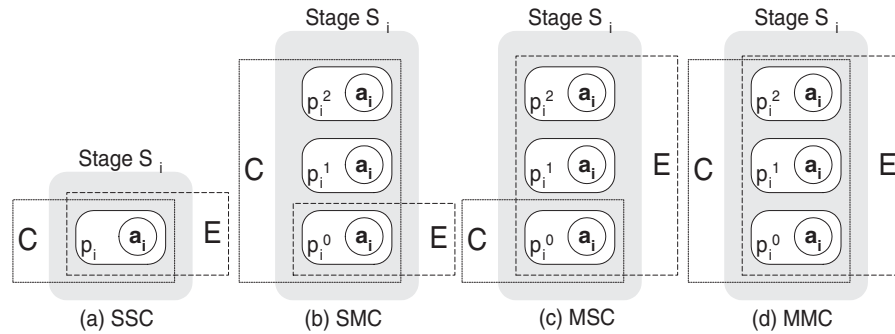 Stage S i
C
p i
a i
E
(a) SSC
Stage S i
p i 2
a i
p i 1
a i
p i 0
a i
C
E
(b) SMC
Stage S i
p i 2
a i
p i 1
a i
p i 0
a i
C
E
(c) MSC
Stage S i
p i 2
a i
p i 1
a i
p i 0
a i
C
E
(d) MMC